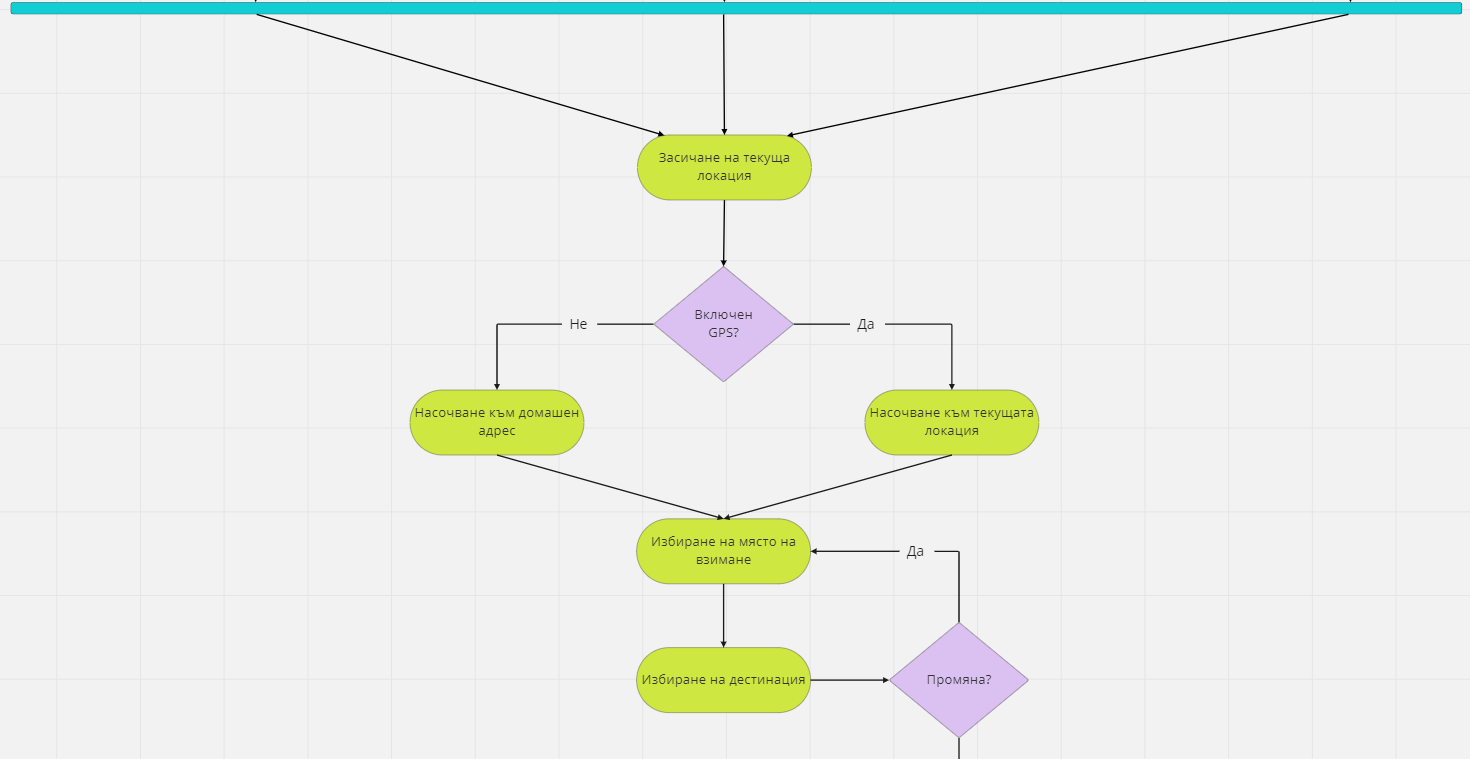 Засичане на текуща
локация
Включен
GPS?
Не
Да
Насочване към домашен
адрес
Насочване към текущата
локация
Избиране на място на
взимане
Да
Избиране на дестинация
Промяна?